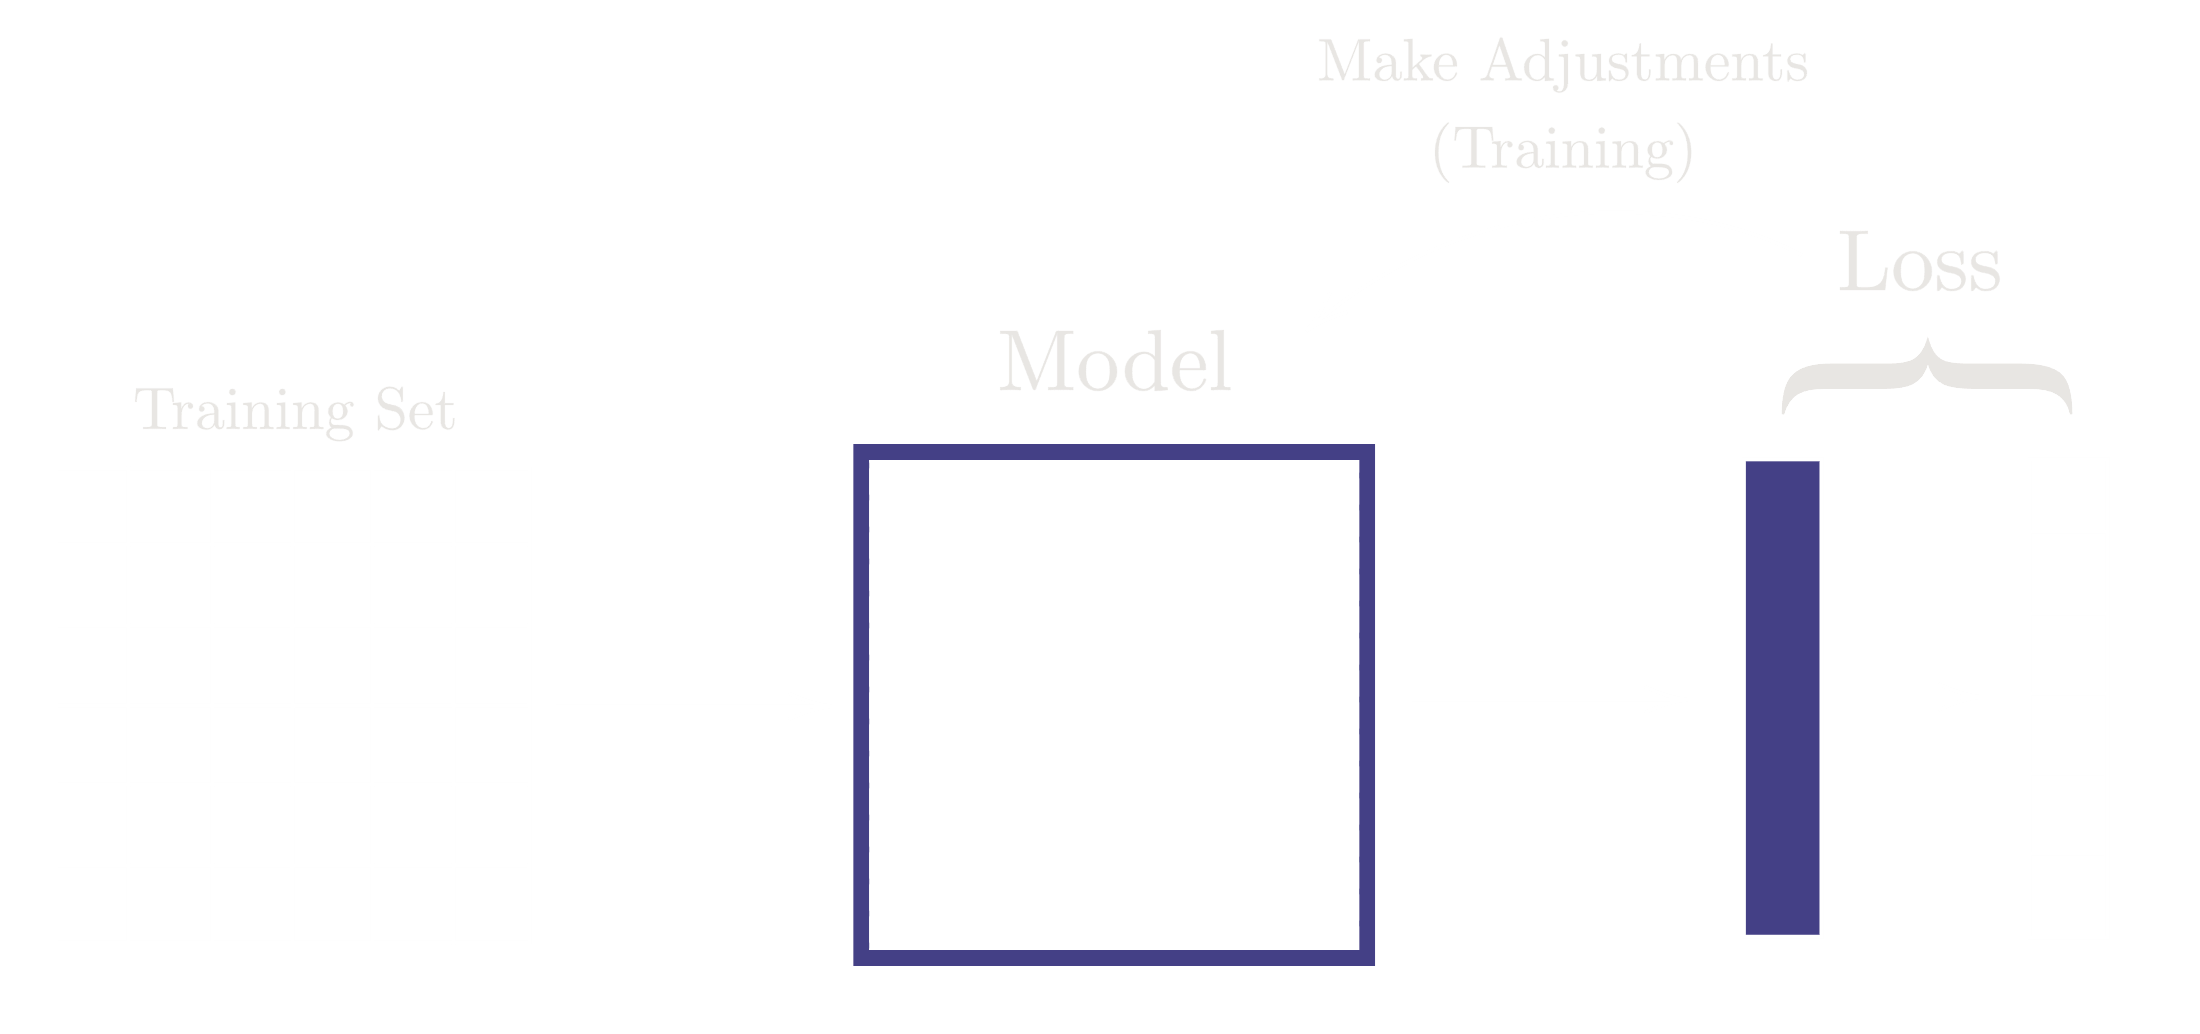 Make Adjustments
(Training)
Loss
Model
Training Set